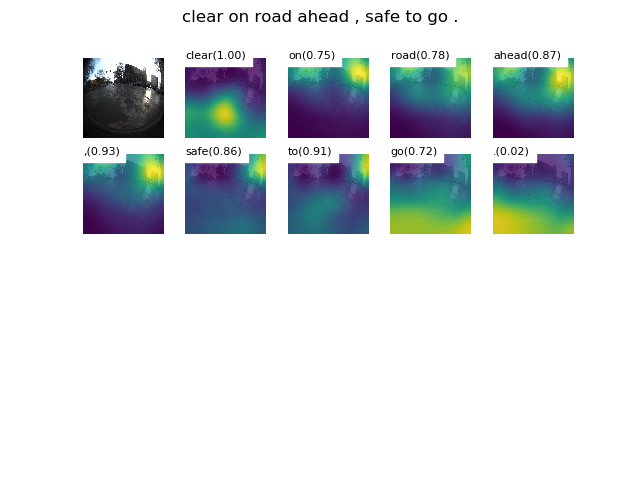 clear on road ahead , safe to go .
clear(1.00)
on(0.75)
road(0.78)
ahead(0.87)
,(0.93)
safe(0.86)
to(0.91)
go(0.72)
.(0.02)